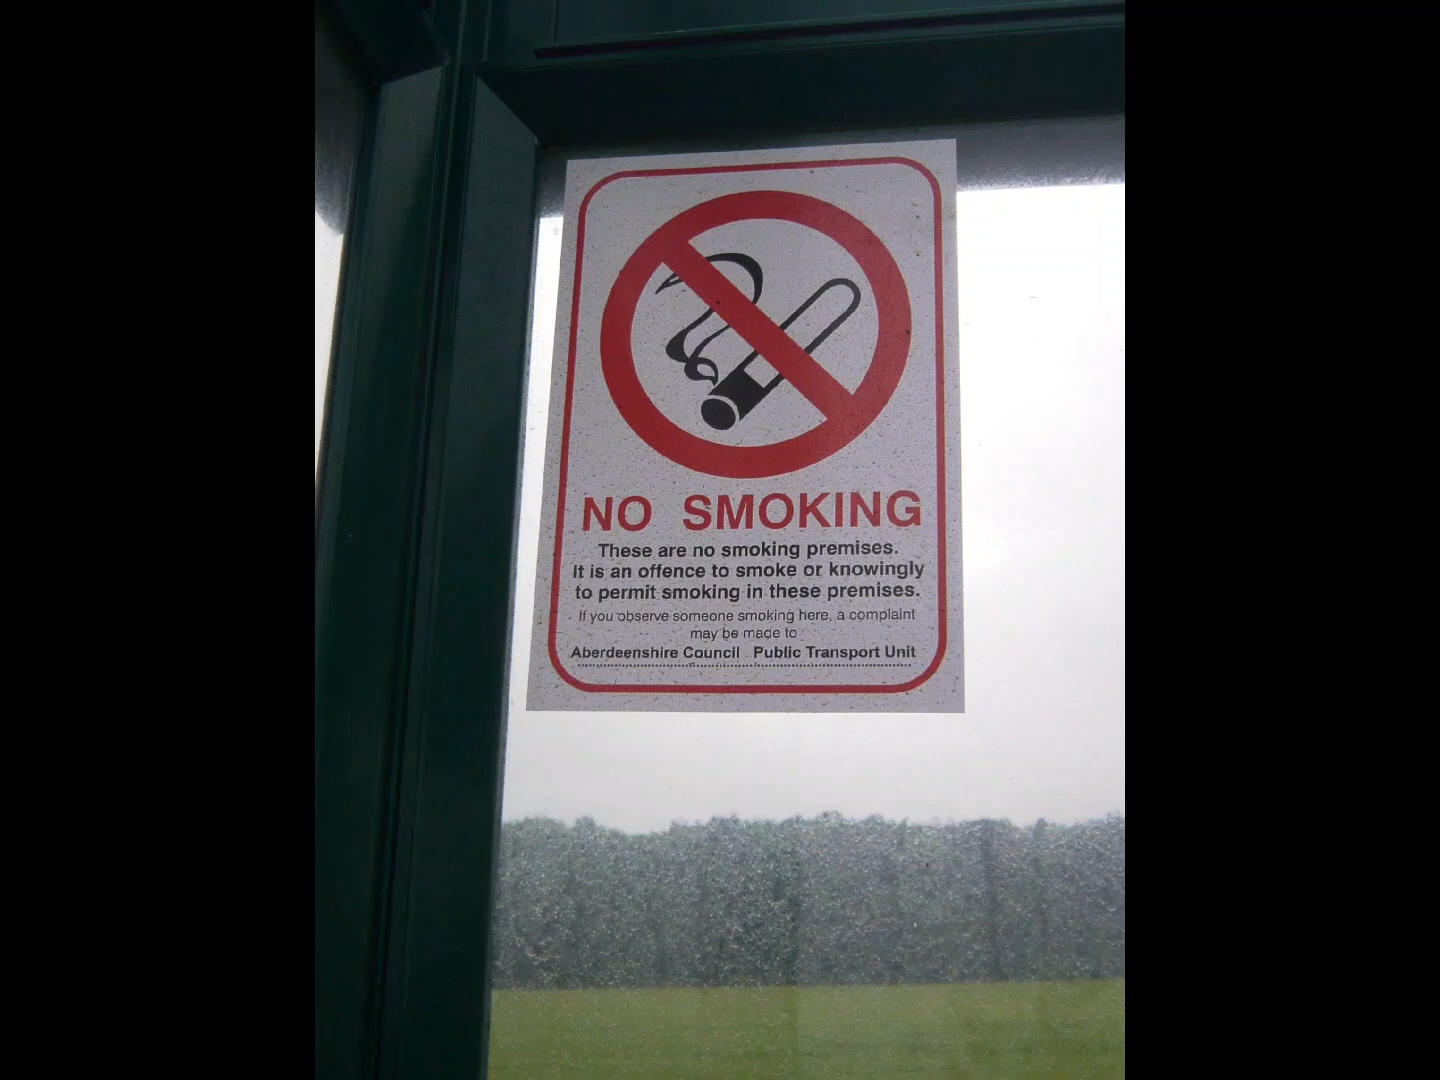 NO SMOKING
These are no smoking premises.
It is an offence to smoke or knowingly
to permit smoking in these premises.
If you observe someone smoking here, a complaint
may be made to
Aberdeenshire Council Public Transport Unit